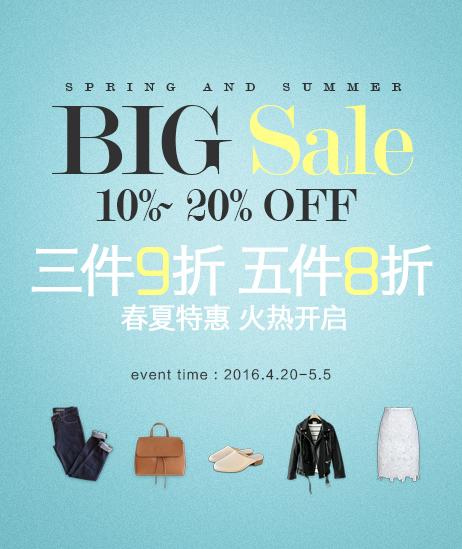 SPRING AND SUMMER
BIG Sale
10%~ 20% OFF
三件9折 五件8折
春夏特惠 火热开启
event time : 2016.4.20-5.5